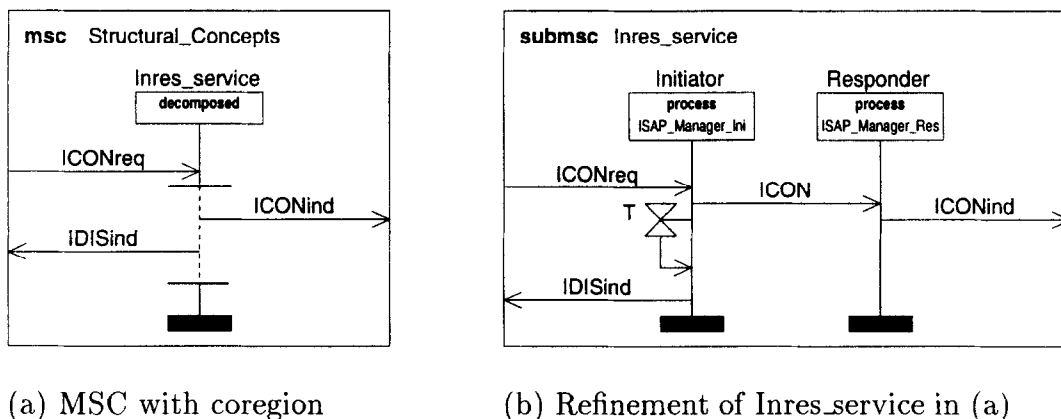 msc Structural_Concepts
Inres_service
decomposed
ICONreq
ICONind
IDISind
(a) MSC with coregion
submsc Inres_service
Initiator
Responder
process
ISAP_Manager_Ini
process
ISAP_Manager_Res
ICONreq
ICON
T
ICONind
IDISind
(b) Refinement of Inres_service in (a)